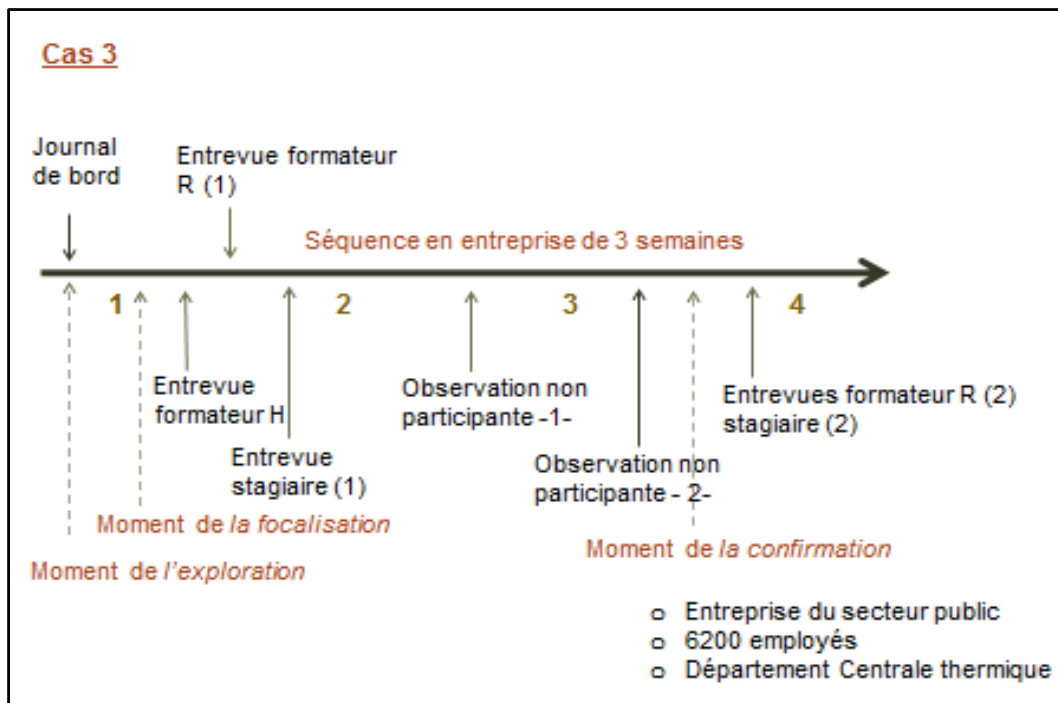 Cas 3
Journal
de bord
Entrevue formateur
R (1)
Séquence en entreprise de 3 semaines
1
2
3
4
Entrevue
formateur H
Observation non
participante -1-
Entrevues formateur R (2)
stagiaire (2)
Entrevue
stagiaire (1)
Observation non
participante - 2-
Moment de la focalisation
Moment de la confirmation
Moment de l'exploration
o Entreprise du secteur public
o 6200 employés
o Département Centrale thermique